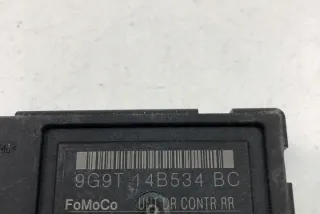 9G9T 14B534 BC
FoMoCo UNIT DR CONTR RR